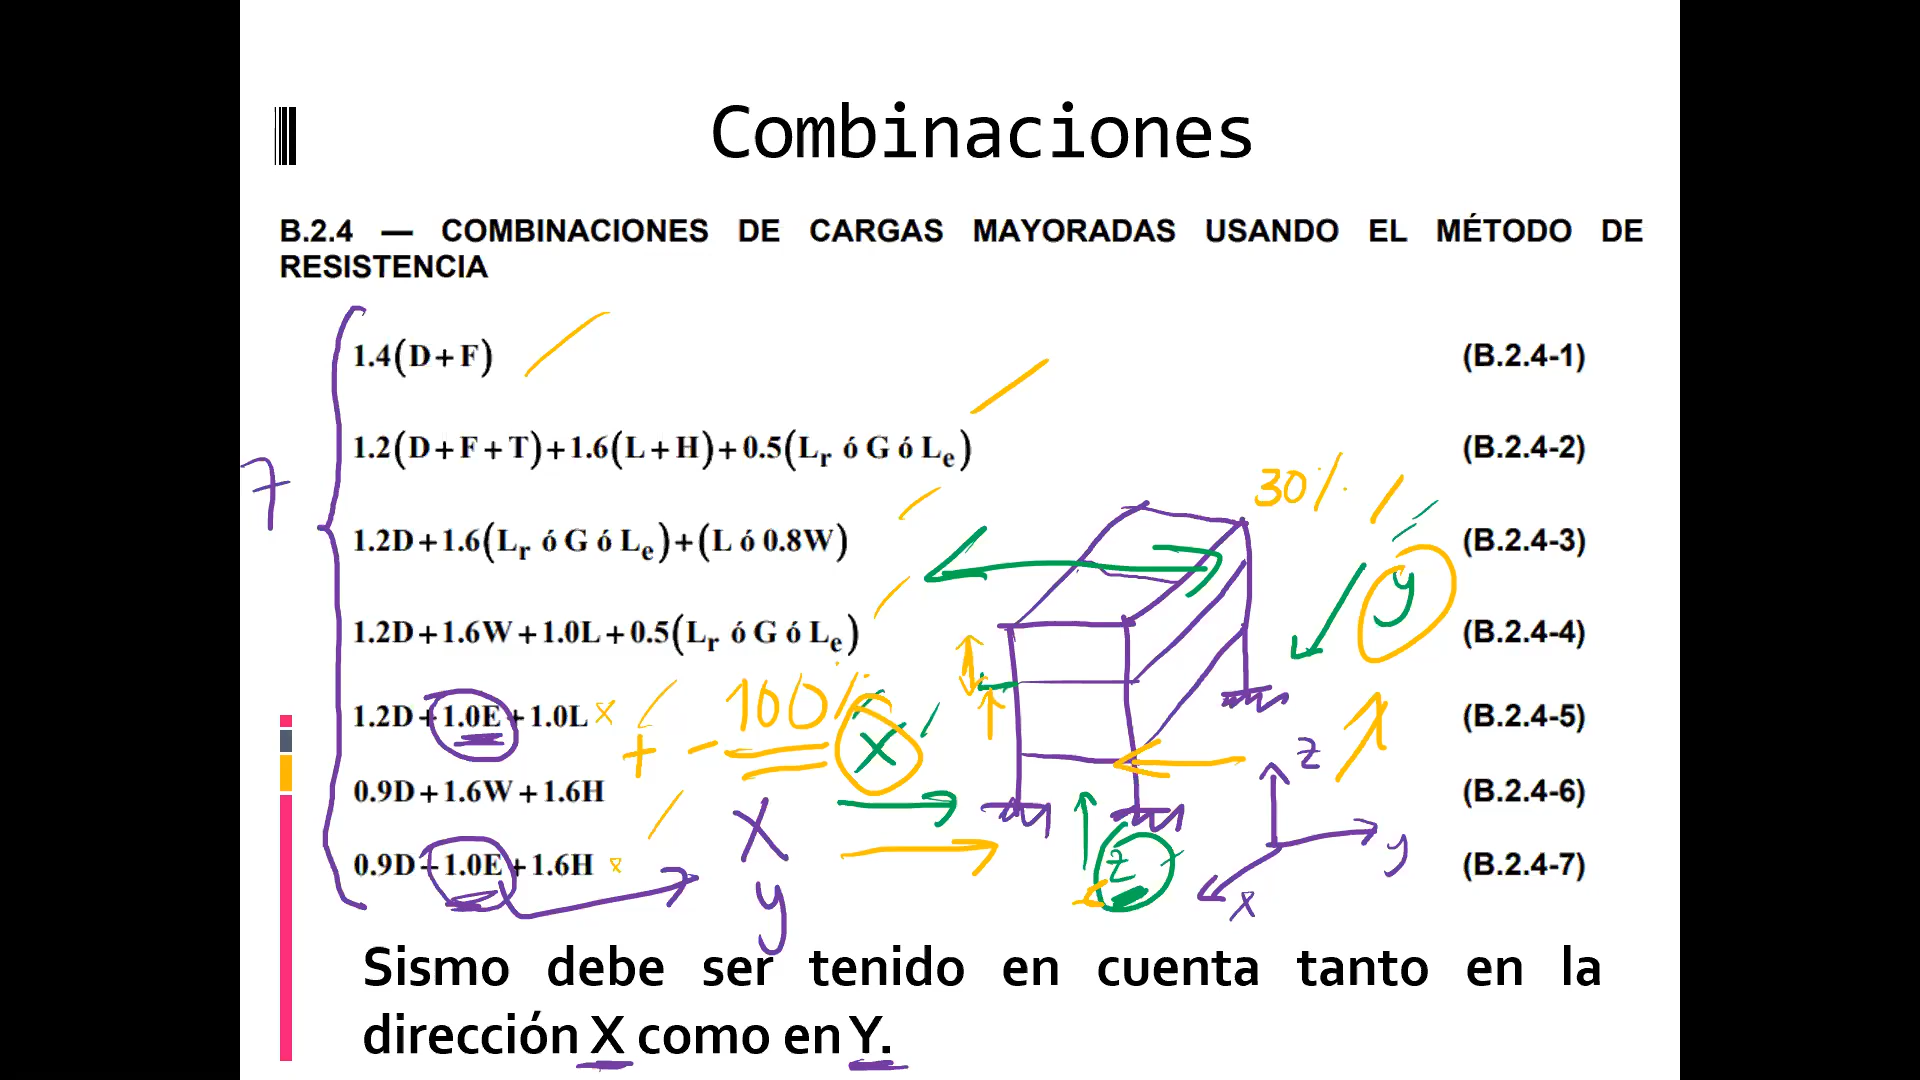 Combinaciones
B.2.4 — COMBINACIONES DE CARGAS MAYORADAS USANDO EL MÉTODO DE
RESISTENCIA
1.4(D+F) (B.2.4-1)
1.2(D+F+T)+1.6(L+H)+0.5(Lr ó G ó Le) (B.2.4-2)
7
30%
1.2D+1.6(Lr ó G ó Le)+(L ó 0.8W) (B.2.4-3)
y
1.2D+1.6W+1.0L+0.5(Lr ó G ó Le) (B.2.4-4)
1.2D+1.0E+1.0L x (B.2.4-5)
+ - 100% X
z
0.9D+1.6W+1.6H (B.2.4-6)
X
y
0.9D-1.0E+1.6H x (B.2.4-7)
z
x
y
Sismo debe ser tenido en cuenta tanto en la
dirección X como en Y.